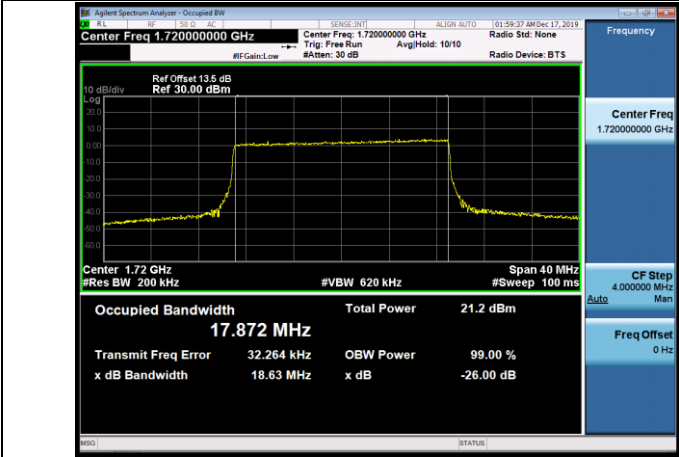 Agilent Spectrum Analyzer - Occupied BW
RL RF 50 Ω AC SENSE:INT ALIGN AUTO 01:59:37 AM Dec 17, 2019
Center Freq 1.720000000 GHz
Center Freq: 1.720000000 GHz
Radio Std: None
Trig: Free Run Avg|Hold: 10/10
#IFGain:Low
#Atten: 30 dB
Radio Device: BTS
Ref Offset 13.5 dB
10 dB/div Ref 30.00 dBm
Log
20.0
10.0
0.00
-10.0
-20.0
-30.0
-40.0
-50.0
-60.0
Center 1.72 GHz Span 40 MHz
#Res BW 200 kHz #VBW 620 kHz #Sweep 100 ms
Occupied Bandwidth Total Power 21.2 dBm
17.872 MHz
Transmit Freq Error 32.264 kHz OBW Power 99.00 %
x dB Bandwidth 18.63 MHz x dB -26.00 dB
MSG STATUS
Frequency
Center Freq
1.720000000 GHz
CF Step
4.000000 MHz
Auto Man
Freq Offset
0 Hz